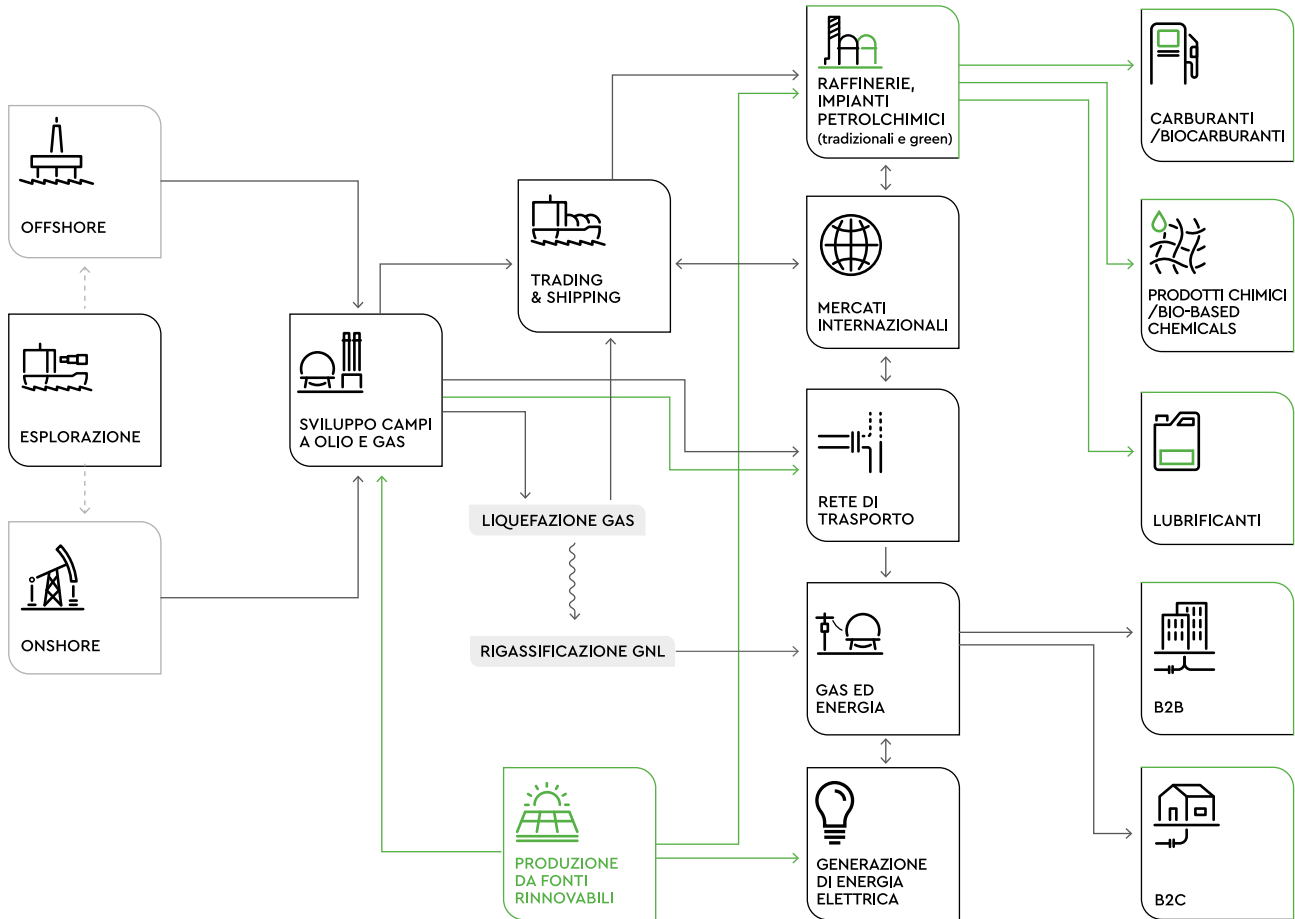 OFFSHORE
ESPLORAZIONE
ONSHORE
SVILUPPO CAMPI
A OLIO E GAS
TRADING
& SHIPPING
LIQUEFAZIONE GAS
RIGASSIFICAZIONE GNL
PRODUZIONE
DA FONTI
RINNOVABILI
RAFFINERIE,
IMPIANTI
PETROLCHIMICI
(tradizionali e green)
MERCATI
INTERNAZIONALI
RETE DI
TRASPORTO
GAS ED
ENERGIA
GENERAZIONE
DI ENERGIA
ELETTRICA
CARBURANTI
/BIOCARBURANTI
PRODOTTI CHIMICI
/BIO-BASED
CHEMICALS
LUBRIFICANTI
B2B
B2C